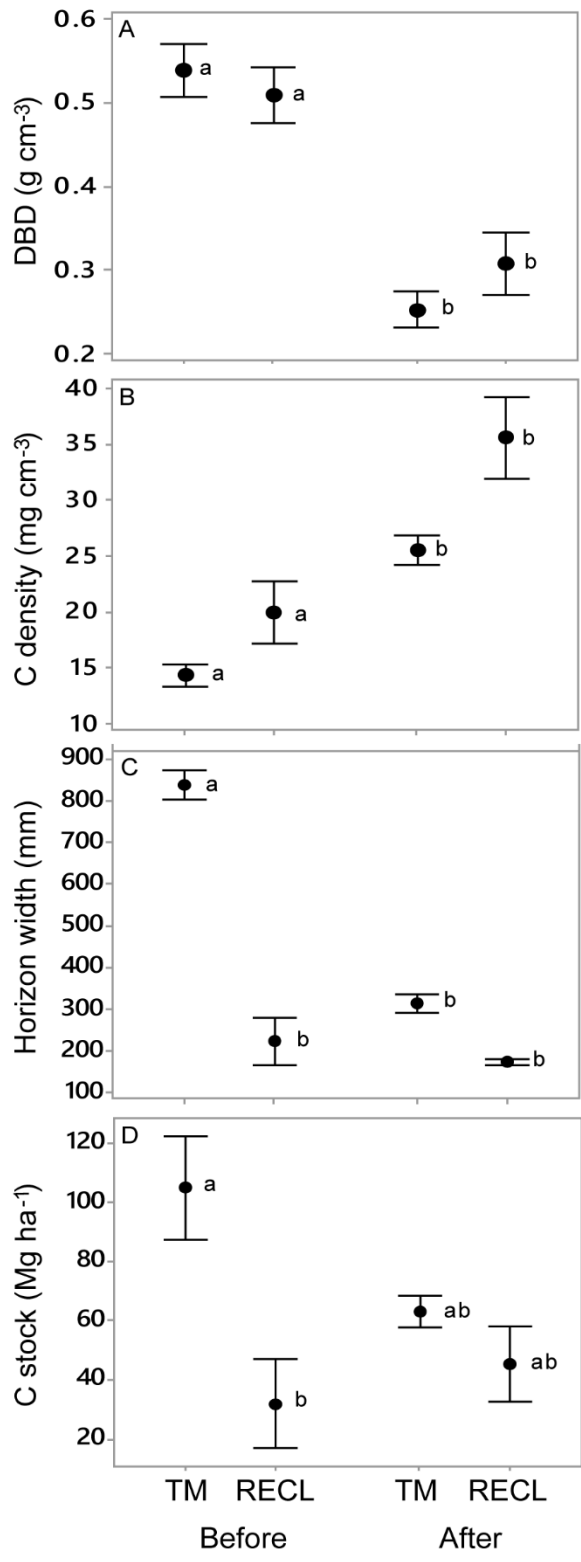 A
DBD (g cm-3)
0.6
0.5
0.4
0.3
0.2
a
a
b
b
B
C density (mg cm-3)
40
35
30
25
20
15
10
a
a
b
b
C
Horizon width (mm)
900
800
700
600
500
400
300
200
100
a
b
b
b
D
C stock (Mg ha-1)
120
100
80
60
40
20
a
b
ab
ab
TM RECL TM RECL
Before After